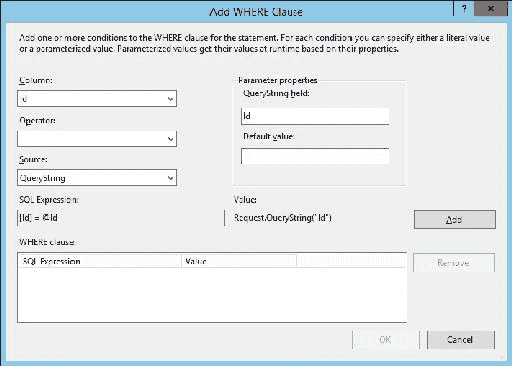 Add WHERE Clause
?
Add one or more conditions to the WHERE clause for the statement. For each condition you can specify either a literal value
or a parameterized value. Parameterized values get their values at runtime based on their properties.
Column:
Id
Operator:
Source:
QueryString
Parameter properties
QueryString field:
Id
Default value:
SQL Expression:
[Id] = @Id
Value:
Request.QueryString("Id")
Add
WHERE clause:
SQL Expression Value
Remove
OK Cancel